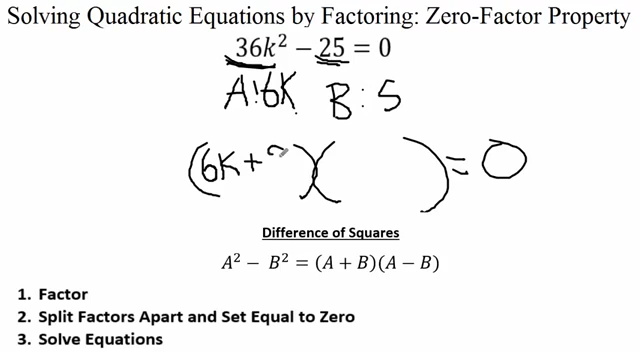 Solving Quadratic Equations by Factoring: Zero-Factor Property
36k² − 25 = 0
A:6K B:5
(6K+ )( )=0
Difference of Squares
A² − B² = (A + B)(A − B)
1. Factor
2. Split Factors Apart and Set Equal to Zero
3. Solve Equations